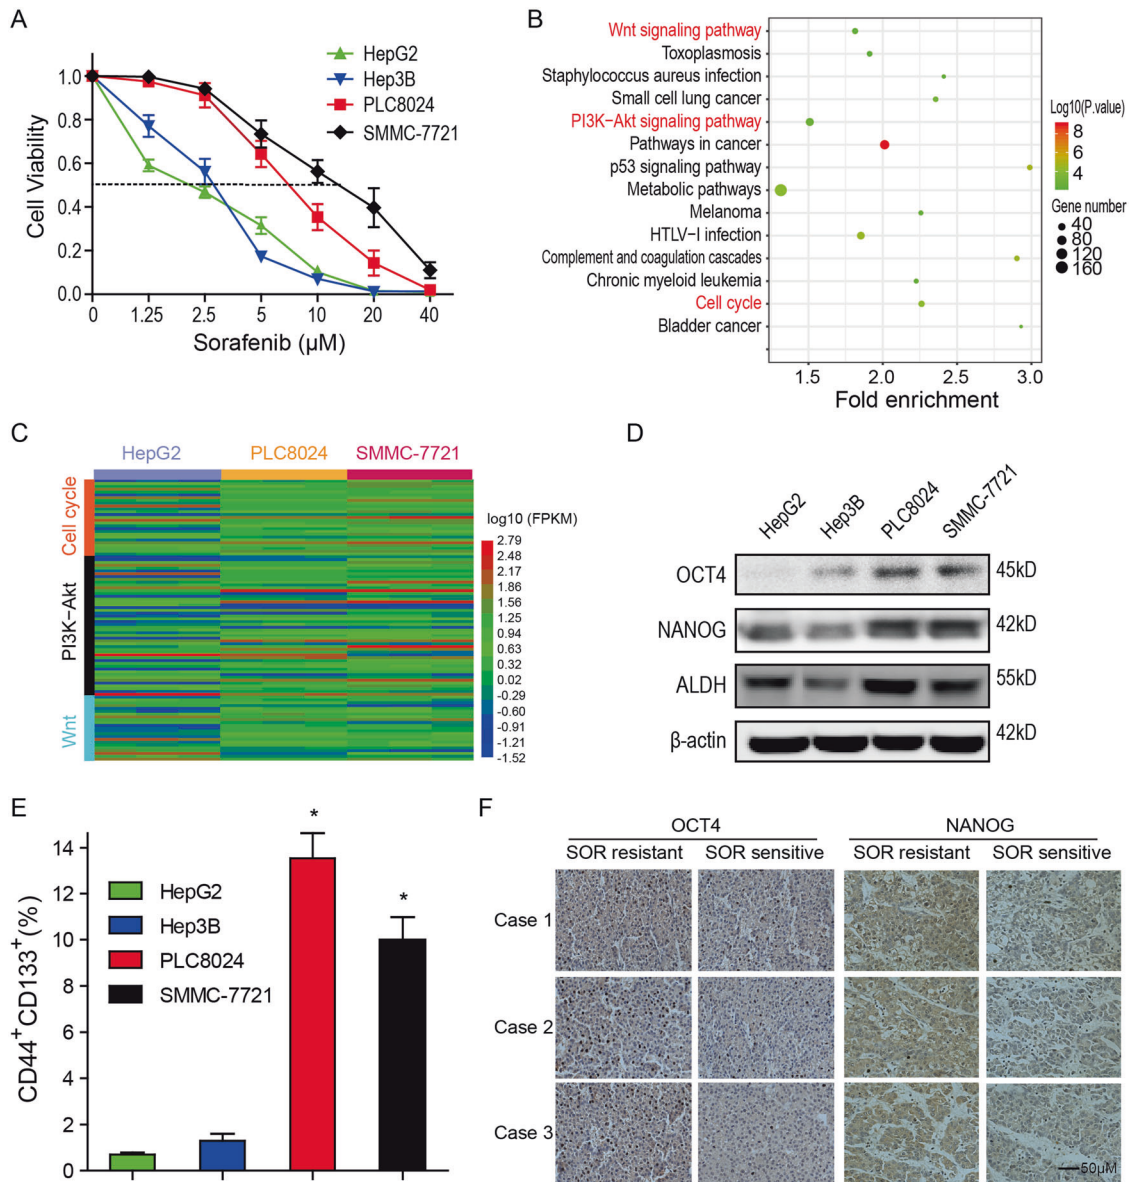 A
HepG2
Hep3B
PLC8024
SMMC-7721
1.0
0.8
0.6
0.4
0.2
0.0
Cell Viability
0 1.25 2.5 5 10 20 40
Sorafenib (µM)
B
Wnt signaling pathway
Toxoplasmosis
Staphylococcus aureus infection
Small cell lung cancer
PI3K−Akt signaling pathway
Pathways in cancer
p53 signaling pathway
Metabolic pathways
Melanoma
HTLV−I infection
Complement and coagulation cascades
Chronic myeloid leukemia
Cell cycle
Bladder cancer
1.5 2.0 2.5 3.0
Fold enrichment
Log10(P.value)
8
6
4
Gene number
40
80
120
160
C
HepG2 PLC8024 SMMC-7721
Cell cycle
PI3K−Akt
Wnt
log10 (FPKM)
2.79
2.48
2.17
1.86
1.56
1.25
0.94
0.63
0.32
0.02
-0.29
-0.60
-0.91
-1.21
-1.52
D
HepG2 Hep3B PLC8024 SMMC-7721
OCT4 45kD
NANOG 42kD
ALDH 55kD
β-actin 42kD
E
CD44+CD133+(%)
14
12
10
8
6
4
2
0
HepG2
Hep3B
PLC8024
SMMC-7721
*
*
F
OCT4 NANOG
SOR resistant SOR sensitive SOR resistant SOR sensitive
Case 1
Case 2
Case 3
50µM